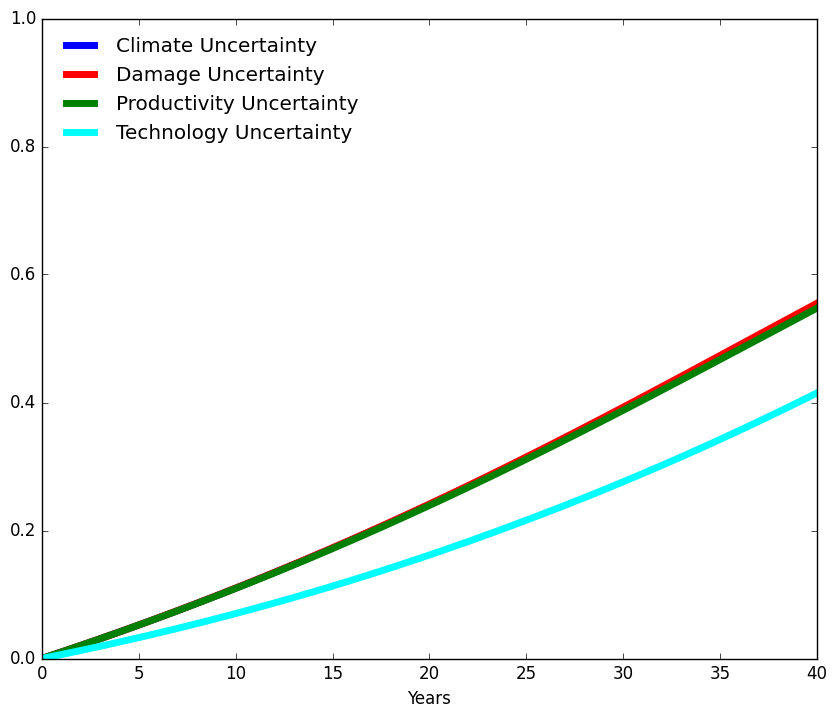 1.0
Climate Uncertainty
Damage Uncertainty
Productivity Uncertainty
Technology Uncertainty
0.8
0.6
0.4
0.2
0.0
0 5 10 15 20 25 30 35 40
Years